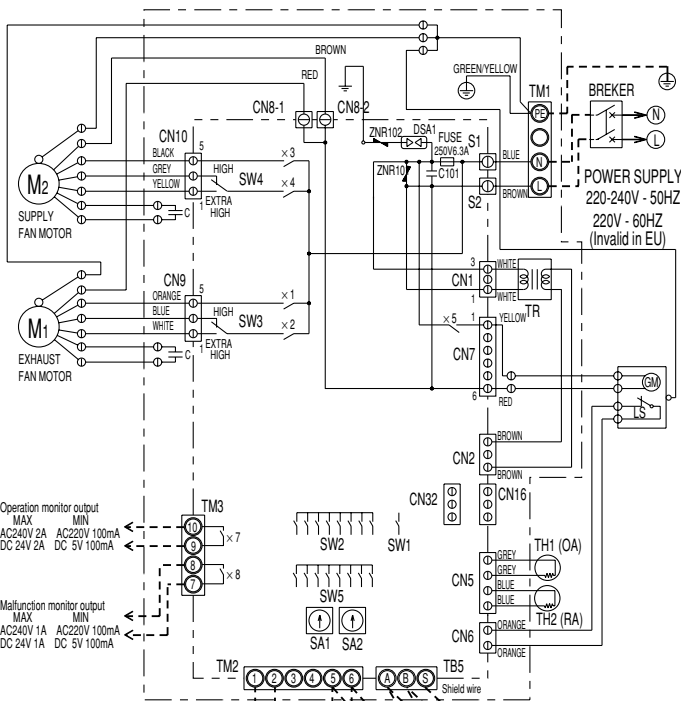 BROWN
RED
CN8-1
CN8-2
GREEN/YELLOW
TM1
BREKER
PE
N
L
N
L
POWER SUPPLY
220-240V - 50HZ
220V - 60HZ
(Invalid in EU)
ZNR102
DSA1
FUSE
250V6.3A
S1
BLUE
C101
ZNR10
S2
BROWN
CN10
5
BLACK
GREY
YELLOW
1
HIGH
SW4
EXTRA
HIGH
×3
×4
C
M2
SUPPLY
FAN MOTOR
CN9
5
ORANGE
BLUE
WHITE
1
HIGH
SW3
EXTRA
HIGH
×1
×2
C
M1
EXHAUST
FAN MOTOR
3
WHITE
CN1
1
WHITE
TR
×5
1
YELLOW
CN7
6
RED
GM
LS
BROWN
CN2
BROWN
CN32
CN16
TM3
10
9
8
7
×7
×8
Operation monitor output
MAX MIN
AC240V 2A AC220V 100mA
DC 24V 2A DC 5V 100mA
Malfunction monitor output
MAX MIN
AC240V 1A AC220V 100mA
DC 24V 1A DC 5V 100mA
SW2
SW1
SW5
SA1
SA2
GREY
CN5
GREY
BLUE
BLUE
TH1 (OA)
TH2 (RA)
CN6
ORANGE
ORANGE
TM2
1 2 3 4 5 6
A B S
TB5
Shield wire